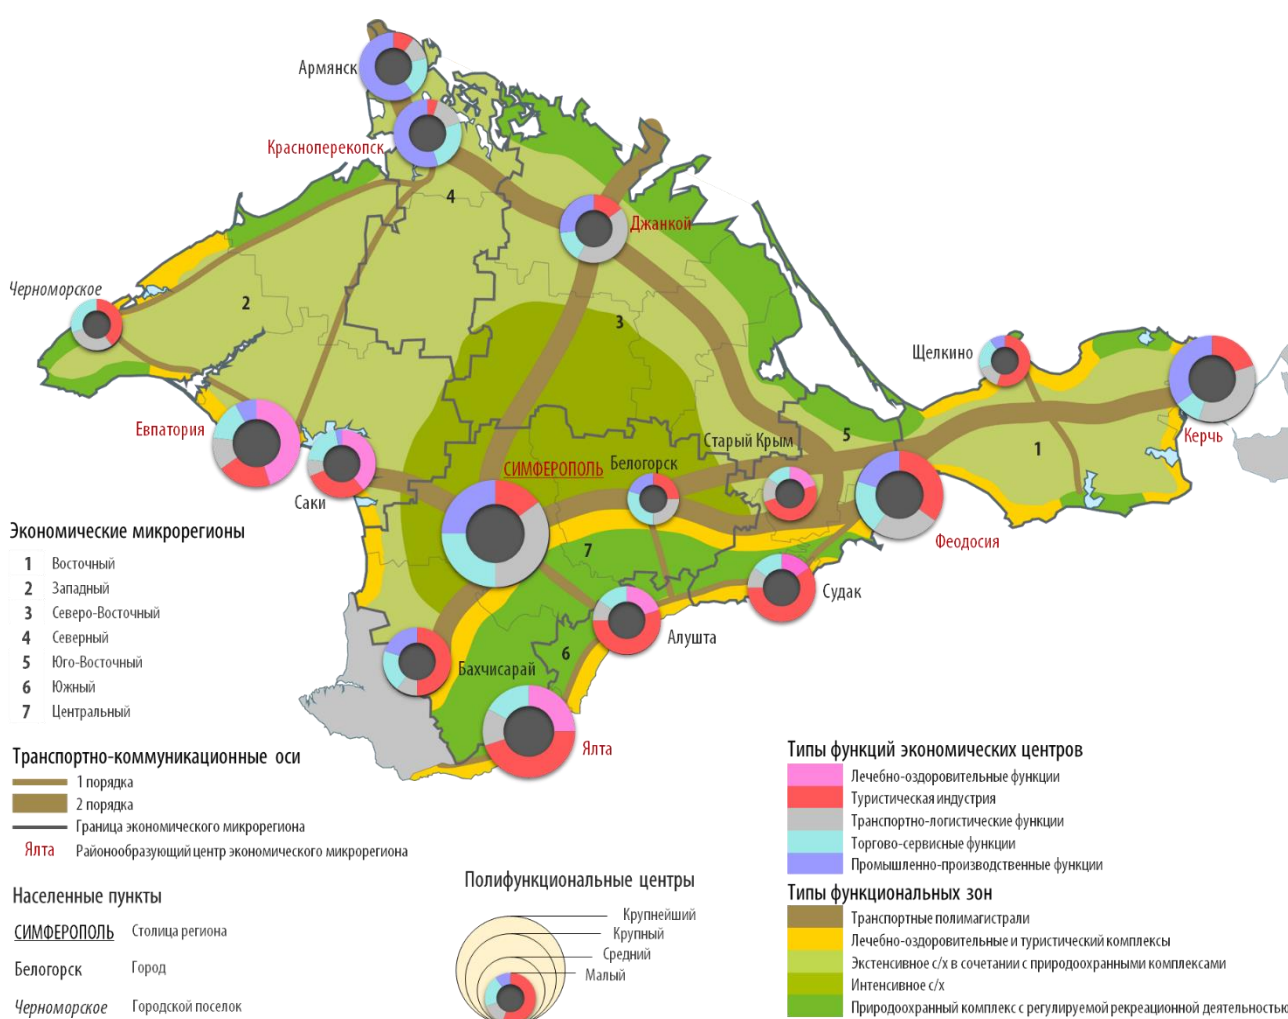 Армянск
Красноперекопск
4
Джанкой
Черноморское
2
3
Щелкино
Евпатория
Саки
СИМФЕРОПОЛЬ
Белогорск
Старый Крым
5
1
Керчь
Феодосия
7
Судак
Алушта
6
Бахчисарай
Ялта
Экономические микрорегионы
1 Восточный
2 Западный
3 Северо-Восточный
4 Северный
5 Юго-Восточный
6 Южный
7 Центральный
Транспортно-коммуникационные оси
1 порядка
2 порядка
Граница экономического микрорегиона
Ялта Районообразующий центр экономического микрорегиона
Населенные пункты
СИМФЕРОПОЛЬ Столица региона
Белогорск Город
Черноморское Городской поселок
Полифункциональные центры
Крупнейший
Крупный
Средний
Малый
Типы функций экономических центров
Лечебно-оздоровительные функции
Туристическая индустрия
Транспортно-логистические функции
Торгово-сервисные функции
Промышленно-производственные функции
Типы функциональных зон
Транспортные полимагистрали
Лечебно-оздоровительные и туристический комплексы
Экстенсивное с/х в сочетании с природоохранными комплексами
Интенсивное с/х
Природоохранный комплекс с регулируемой рекреационной деятельностью